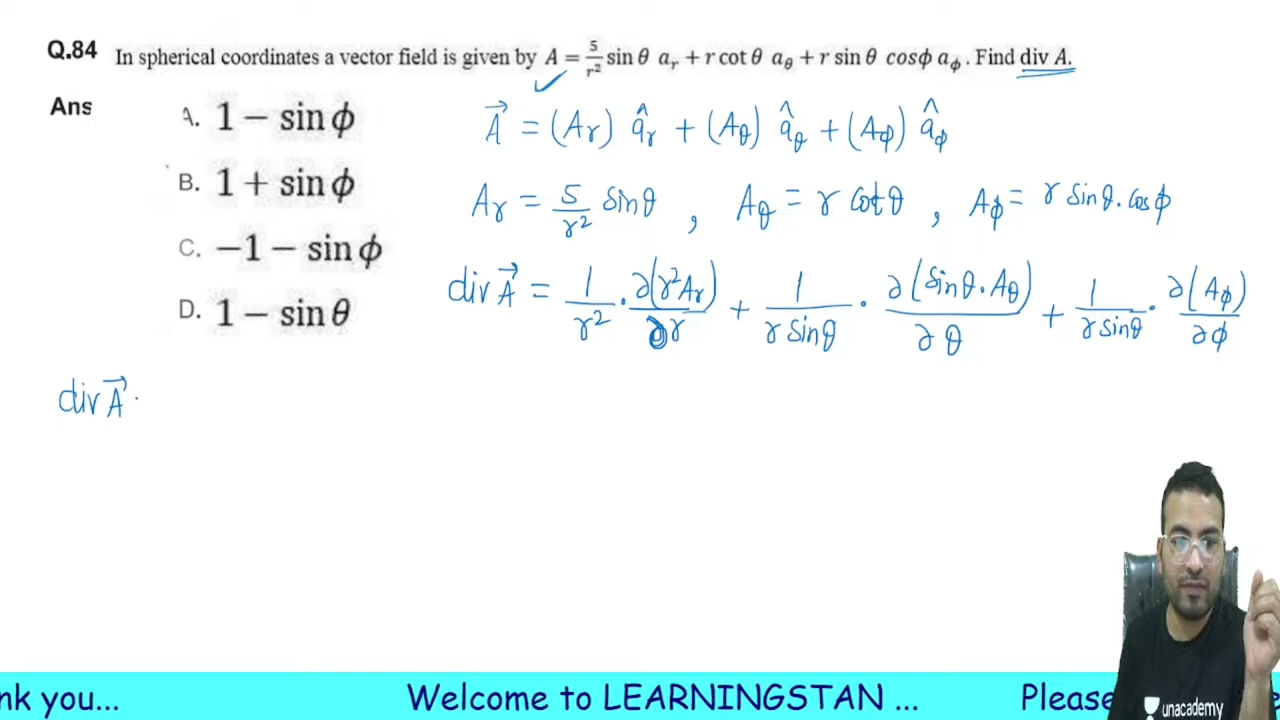 Q.84 In spherical coordinates a vector field is given by A = 5/r² sin θ a_r + r cot θ a_θ + r sin θ cosϕ a_ϕ. Find div A.
Ans
A. 1 − sin ϕ
B. 1 + sin ϕ
C. −1 − sin ϕ
D. 1 − sin θ
A⃗ = (A_r) â_r + (A_θ) â_θ + (A_ϕ) â_ϕ
A_r = 5/r² sinθ , A_θ = r cotθ , A_ϕ = r sinθ. cosϕ
div A⃗ = 1/r² . ∂(r²A_r)/∂r + 1/(r sinθ) . ∂(sinθ. A_θ)/∂θ + 1/(r sinθ) . ∂(A_ϕ)/∂ϕ
div A⃗
unacademy
nk you... Welcome to LEARNINGSTAN ... Please